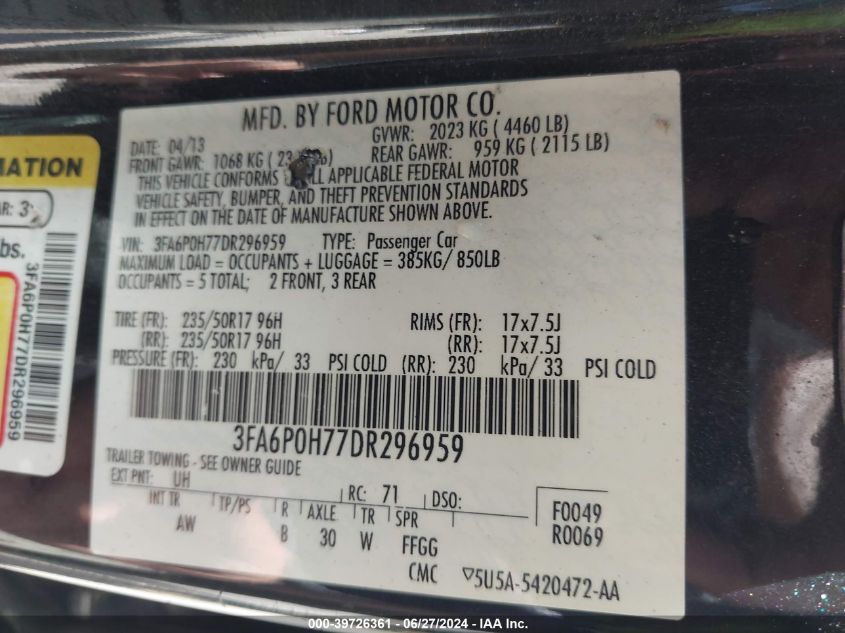 MFD. BY FORD MOTOR CO.
DATE: 04/13
GVWR: 2023 KG ( 4460 LB)
FRONT GAWR: 1068 KG (
REAR GAWR: 959 KG ( 2115 LB)
THIS VEHICLE CONFORMS ALL APPLICABLE FEDERAL MOTOR
VEHICLE SAFETY, BUMPER, AND THEFT PREVENTION STANDARDS
IN EFFECT ON THE DATE OF MANUFACTURE SHOWN ABOVE.
VIN: 3FA6P0H77DR296959 TYPE: Passenger Car
MAXIMUM LOAD = OCCUPANTS + LUGGAGE = 385KG/ 850LB
OCCUPANTS = 5 TOTAL; 2 FRONT, 3 REAR
TIRE (FR): 235/50R17 96H RIMS (FR): 17x7.5J
(RR): 235/50R17 96H (RR): 17x7.5J
PRESSURE (FR): 230 kPa/ 33 PSI COLD (RR): 230 kPa/ 33 PSI COLD
3FA6P0H77DR296959
TRAILER TOWING - SEE OWNER GUIDE
EXT PNT: UH RC: 71 DSO:
INT TR TP/PS R AXLE TR SPR F0049
AW B 30 W FFGG R0069
CMC ▽5U5A-5420472-AA
MATION
AR: 3
bs.
3FA6P0H77DR296959
000-39726361 - 06/27/2024 - IAA Inc.